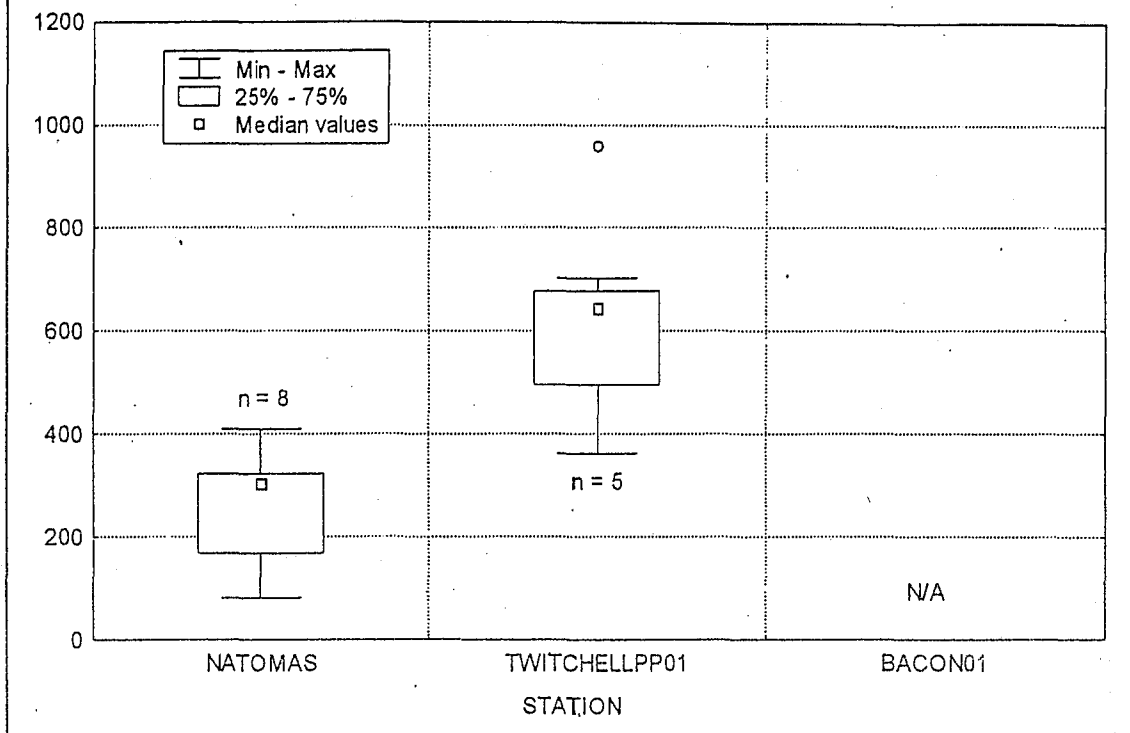 1200
1000
800
600
400
200
0
Min - Max
25% - 75%
Median values
n = 8
n = 5
N/A
NATOMAS TWITCHELLPP01 BACON01
STATION